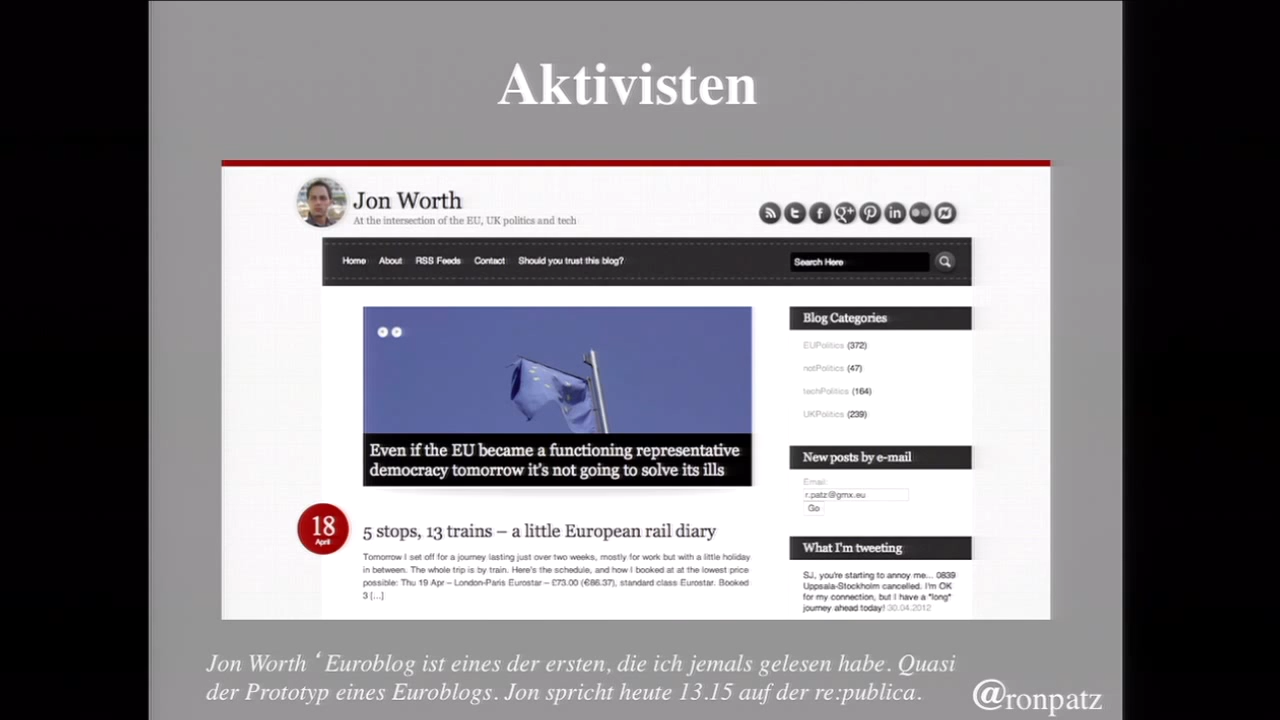 Aktivisten
Jon Worth
At the intersection of the EU, UK politics and tech
Home About RSS Feeds Contact Should you trust this blog?
Search Here
Even if the EU became a functioning representative
democracy tomorrow it's not going to solve its ills
18
April
5 stops, 13 trains – a little European rail diary
Tomorrow I set off for a journey lasting just over two weeks, mostly for work but with a little holiday
in between. The whole trip is by train. Here's the schedule, and how I booked at at the lowest price
possible: Thu 19 Apr – London-Paris Eurostar – £73.00 (€86.37), standard class Eurostar. Booked
3 [...]
Blog Categories
EUPolitics (372)
notPolitics (47)
techPolitics (164)
UKPolitics (239)
New posts by e-mail
Email:
r.patz@gmx.eu
Go
What I'm tweeting
SJ, you're starting to annoy me... 0839
Uppsala-Stockholm cancelled. I'm OK
for my connection, but I have a *long*
journey ahead today! 30.04.2012
Jon Worth ‘ Euroblog ist eines der ersten, die ich jemals gelesen habe. Quasi
der Prototyp eines Euroblogs. Jon spricht heute 13.15 auf der re:publica.
@ronpatz